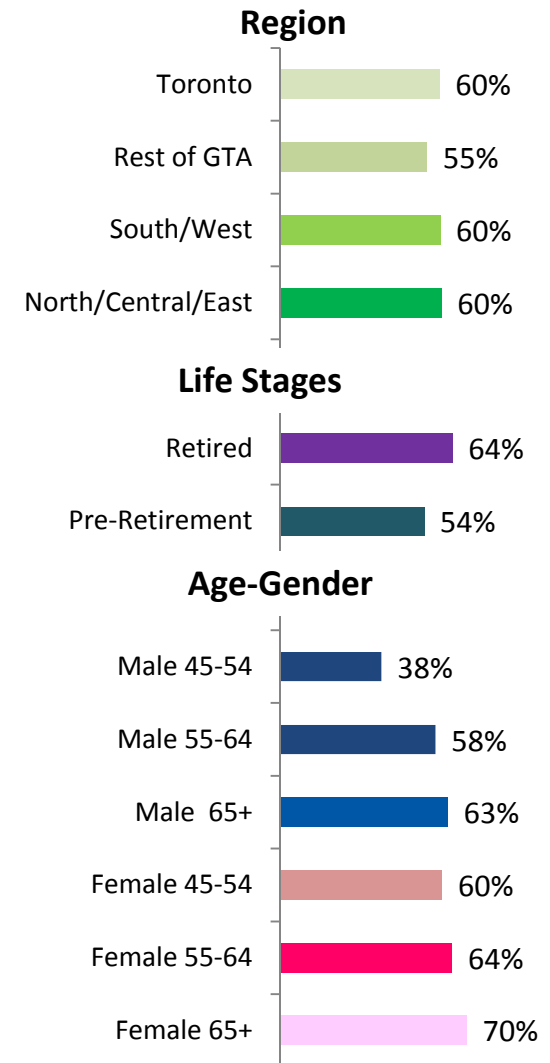 Region
Toronto 60%
Rest of GTA 55%
South/West 60%
North/Central/East 60%
Life Stages
Retired 64%
Pre-Retirement 54%
Age-Gender
Male 45-54 38%
Male 55-64 58%
Male  65+ 63%
Female 45-54 60%
Female 55-64 64%
Female 65+ 70%